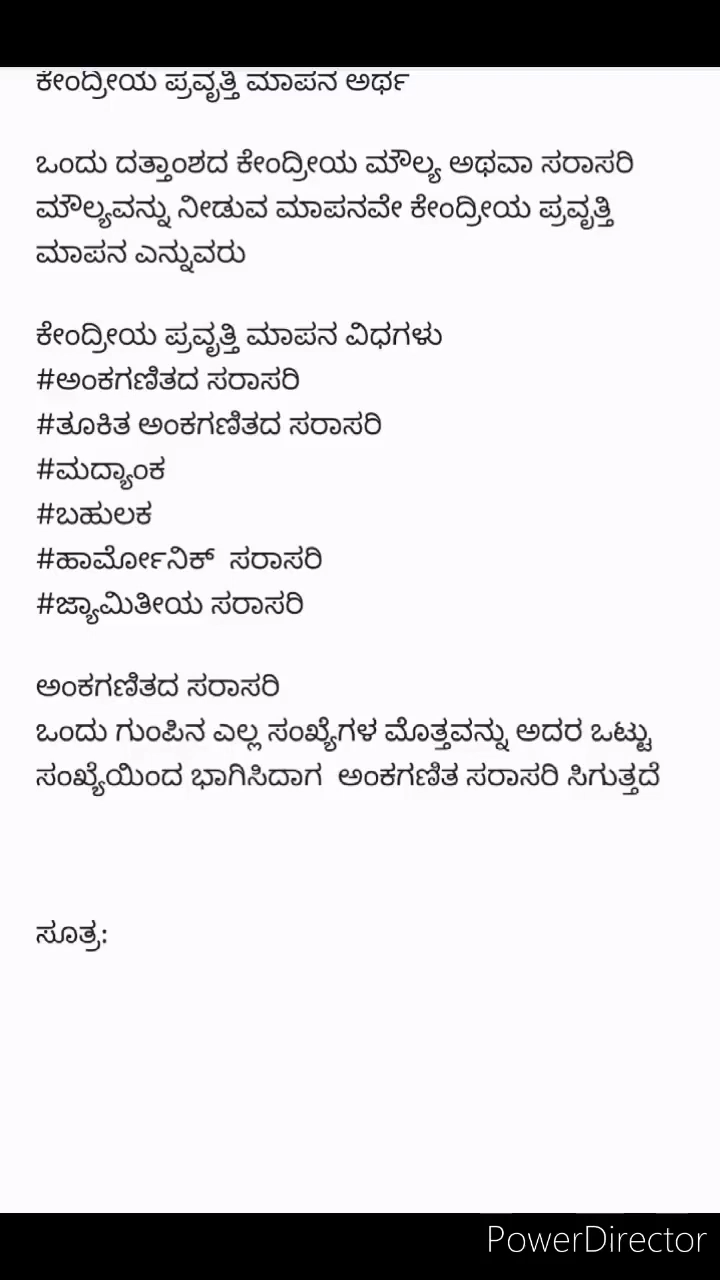 ಕೇಂದ್ರೀಯ ಪ್ರವೃತ್ತಿ ಮಾಪನ ಅರ್ಥ
ಒಂದು ದತ್ತಾಂಶದ ಕೇಂದ್ರೀಯ ಮೌಲ್ಯ ಅಥವಾ ಸರಾಸರಿ
ಮೌಲ್ಯವನ್ನು ನೀಡುವ ಮಾಪನವೇ ಕೇಂದ್ರೀಯ ಪ್ರವೃತ್ತಿ
ಮಾಪನ ಎನ್ನುವರು
ಕೇಂದ್ರೀಯ ಪ್ರವೃತ್ತಿ ಮಾಪನ ವಿಧಗಳು
#ಅಂಕಗಣಿತದ ಸರಾಸರಿ
#ತೂಕಿತ ಅಂಕಗಣಿತದ ಸರಾಸರಿ
#ಮದ್ಯಾಂಕ
#ಬಹುಲಕ
#ಹಾರ್ಮೋನಿಕ್  ಸರಾಸರಿ
#ಜ್ಯಾಮಿತೀಯ ಸರಾಸರಿ
ಅಂಕಗಣಿತದ ಸರಾಸರಿ
ಒಂದು ಗುಂಪಿನ ಎಲ್ಲ ಸಂಖ್ಯೆಗಳ ಮೊತ್ತವನ್ನು ಅದರ ಒಟ್ಟು
ಸಂಖ್ಯೆಯಿಂದ ಭಾಗಿಸಿದಾಗ  ಅಂಕಗಣಿತ ಸರಾಸರಿ ಸಿಗುತ್ತದೆ
ಸೂತ್ರ:
PowerDirector